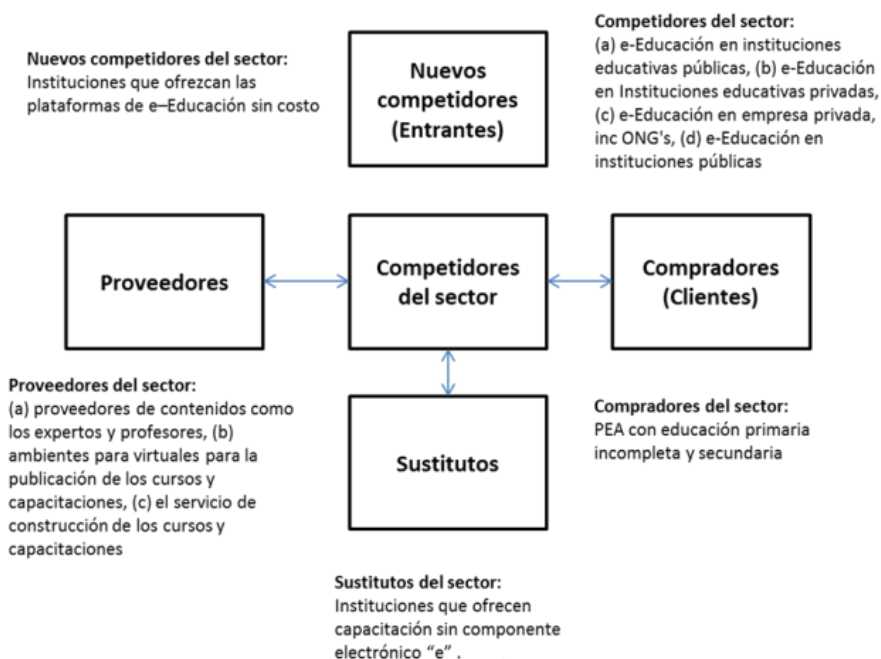 Nuevos competidores del sector:
Instituciones que ofrezcan las
plataformas de e–Educación sin costo
Nuevos
competidores
(Entrantes)
Competidores del sector:
(a) e-Educación en instituciones
educativas públicas, (b) e-Educación
en Instituciones educativas privadas,
(c) e-Educación en empresa privada,
inc ONG's, (d) e-Educación en
instituciones públicas
Proveedores
Competidores
del sector
Compradores
(Clientes)
Proveedores del sector:
(a) proveedores de contenidos como
los expertos y profesores, (b)
ambientes para virtuales para la
publicación de los cursos y
capacitaciones, (c) el servicio de
construcción de los cursos y
capacitaciones
Sustitutos
Compradores del sector:
PEA con educación primaria
incompleta y secundaria
Sustitutos del sector:
Instituciones que ofrecen
capacitación sin componente
electrónico “e” .